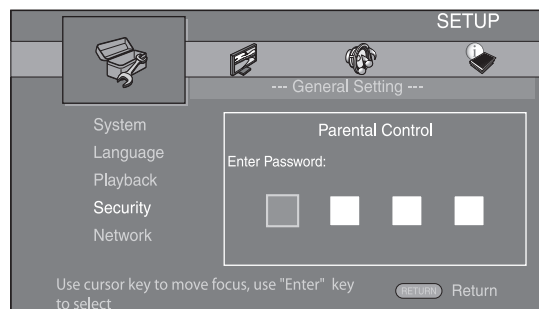 SETUP
--- General Setting ---
System
Language
Playback
Security
Network
Parental Control
Enter Password:
Use cursor key to move focus, use "Enter" key
to select
RETURN Return